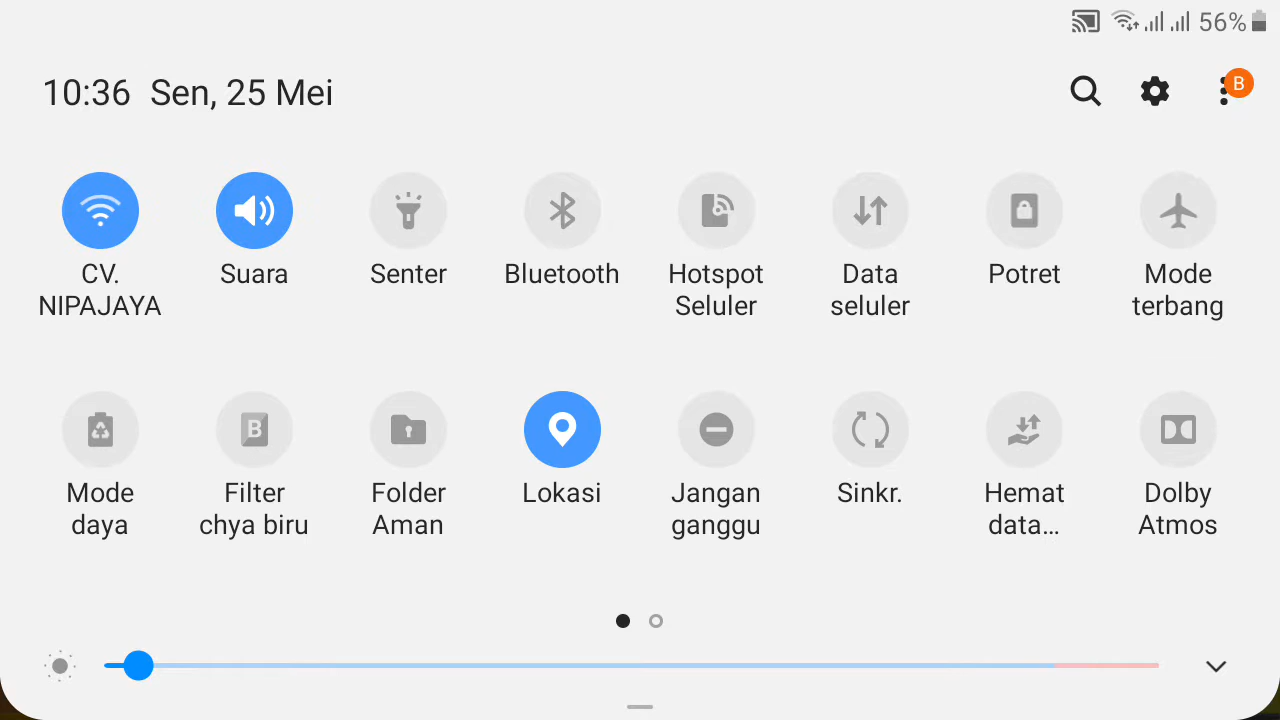 56%
10:36 Sen, 25 Mei
B
CV.
NIPAJAYA
Suara
Senter
Bluetooth
Hotspot
Seluler
Data
seluler
Potret
Mode
terbang
Mode
daya
B
Filter
chya biru
Folder
Aman
Lokasi
Jangan
ganggu
Sinkr.
Hemat
data...
Dolby
Atmos